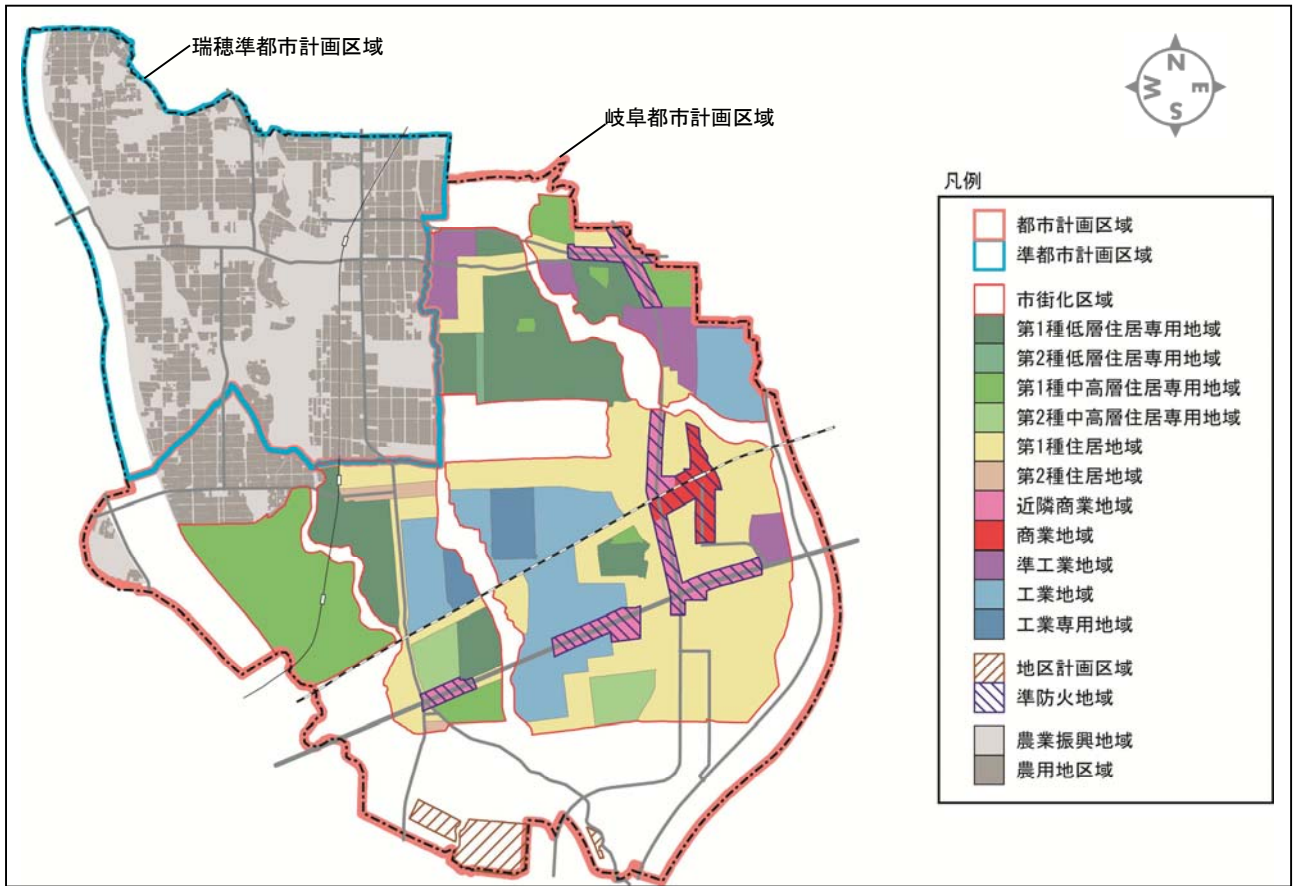 瑞穂準都市計画区域
岐阜都市計画区域
N
W
E
S
凡例
都市計画区域
準都市計画区域
市街化区域
第1種低層住居専用地域
第2種低層住居専用地域
第1種中高層住居専用地域
第2種中高層住居専用地域
第1種住居地域
第2種住居地域
近隣商業地域
商業地域
準工業地域
工業地域
工業専用地域
地区計画区域
準防火地域
農業振興地域
農用地区域